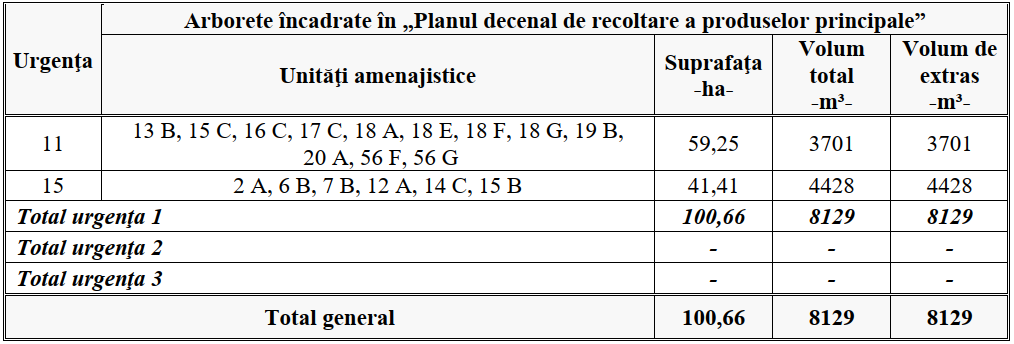 Urgenţa
Arborete încadrate în „Planul decenal de recoltare a produselor principale”
Unităţi amenajistice
Suprafaţa
-ha-
Volum
total
-m³-
Volum de
extras
-m³-
11
13 B, 15 C, 16 C, 17 C, 18 A, 18 E, 18 F, 18 G, 19 B,
20 A, 56 F, 56 G
59,25
3701
3701
15
2 A, 6 B, 7 B, 12 A, 14 C, 15 B
41,41
4428
4428
Total urgenţa 1
100,66
8129
8129
Total urgenţa 2
-
-
-
Total urgenţa 3
-
-
-
Total general
100,66
8129
8129